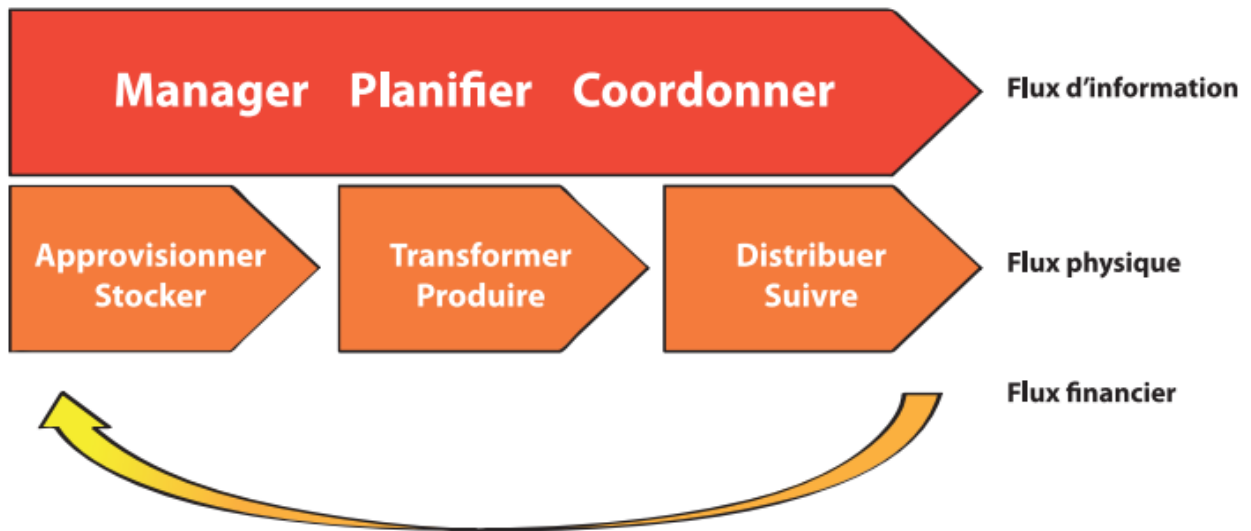 Manager Planifier Coordonner
Flux d’information
Approvisionner
Stocker
Transformer
Produire
Distribuer
Suivre
Flux physique
Flux financier